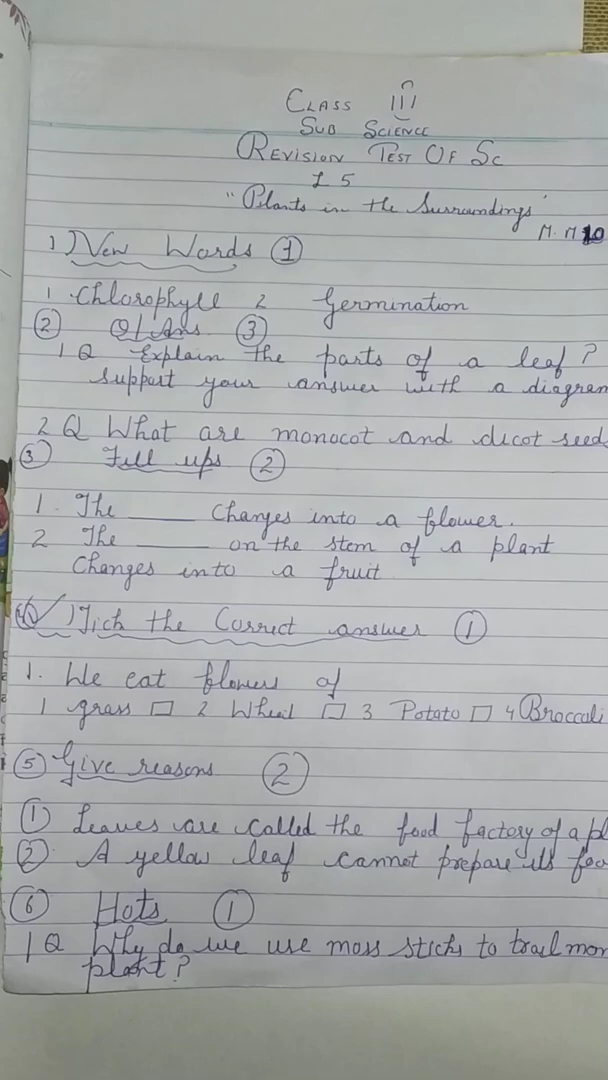 CLASS III
SUB SCIENCE
REVISION TEST OF SC
L 5
"Plants in the Surroundings"
M.M 10
1) New Words ①
1. Chlorophyll 2 Germination
② Q/Ans ③
1 Q Explain the parts of a leaf?
support your answer with a diagram
2 Q What are monocot and dicot seeds
③ Fill ups ②
1. The ____ changes into a flower.
2 The ____ on the stem of a plant
changes into a fruit
Q4) Tick the Correct answer ①
1. We eat flowers of
1 grass □ 2 Wheat □ 3 Potato □ 4 Broccoli
⑤ Give reasons ②
① Leaves are called the food factory of a pl
② A yellow leaf cannot prepare its foo
⑥ Hots ①
1 Q Why do we use moss sticks to trail mon
plant?